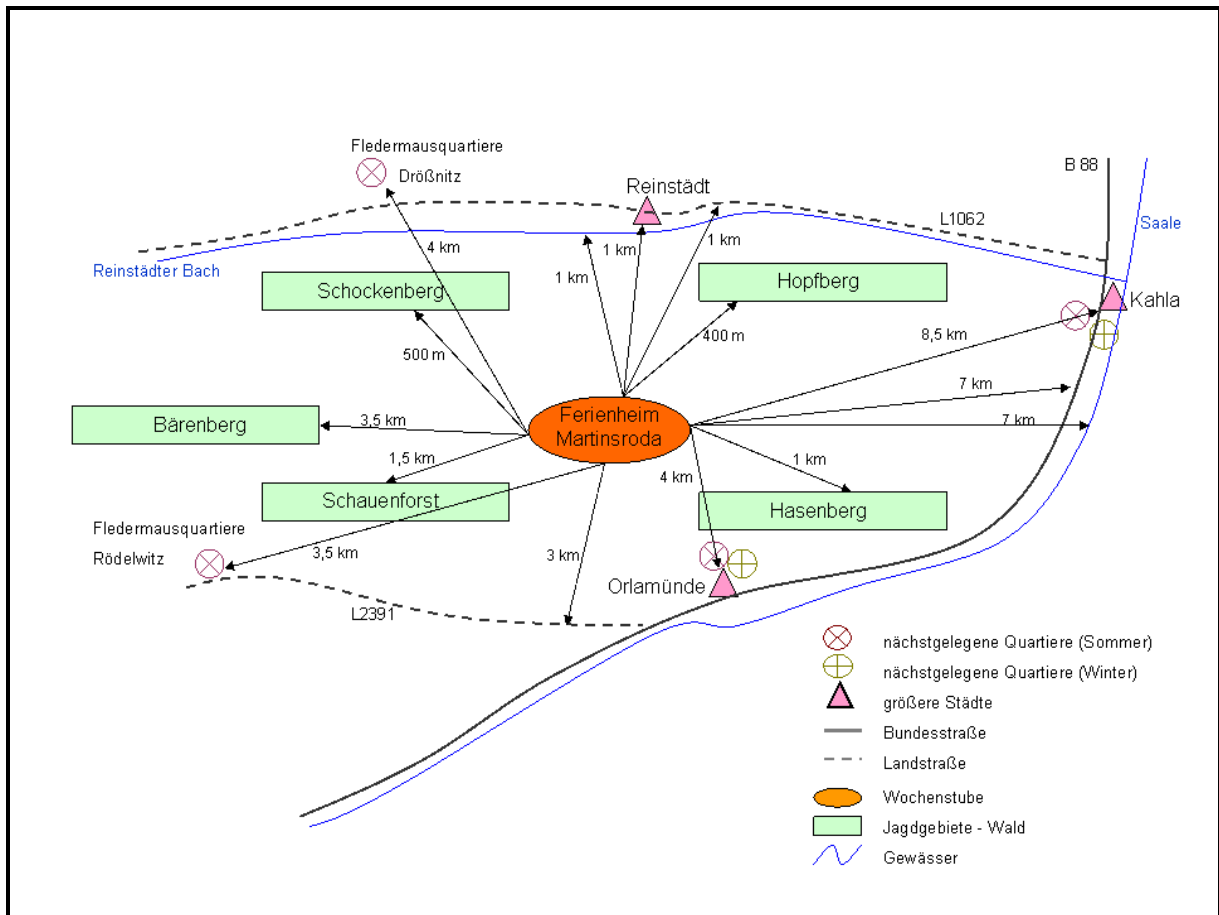 Fledermausquartiere
Drößnitz
B 88
Reinstädt
L1062
Saale
4 km
1 km
1 km
1 km
Reinstädter Bach
Schockenberg
Hopfberg
Kahla
500 m
400 m
8,5 km
7 km
Bärenberg
3,5 km
Ferienheim
Martinsroda
7 km
1,5 km
4 km
1 km
Schauenforst
Hasenberg
Fledermausquartiere
Rödelwitz
3,5 km
3 km
Orlamünde
L2391
nächstgelegene Quartiere (Sommer)
nächstgelegene Quartiere (Winter)
größere Städte
Bundesstraße
Landstraße
Wochenstube
Jagdgebiete - Wald
Gewässer